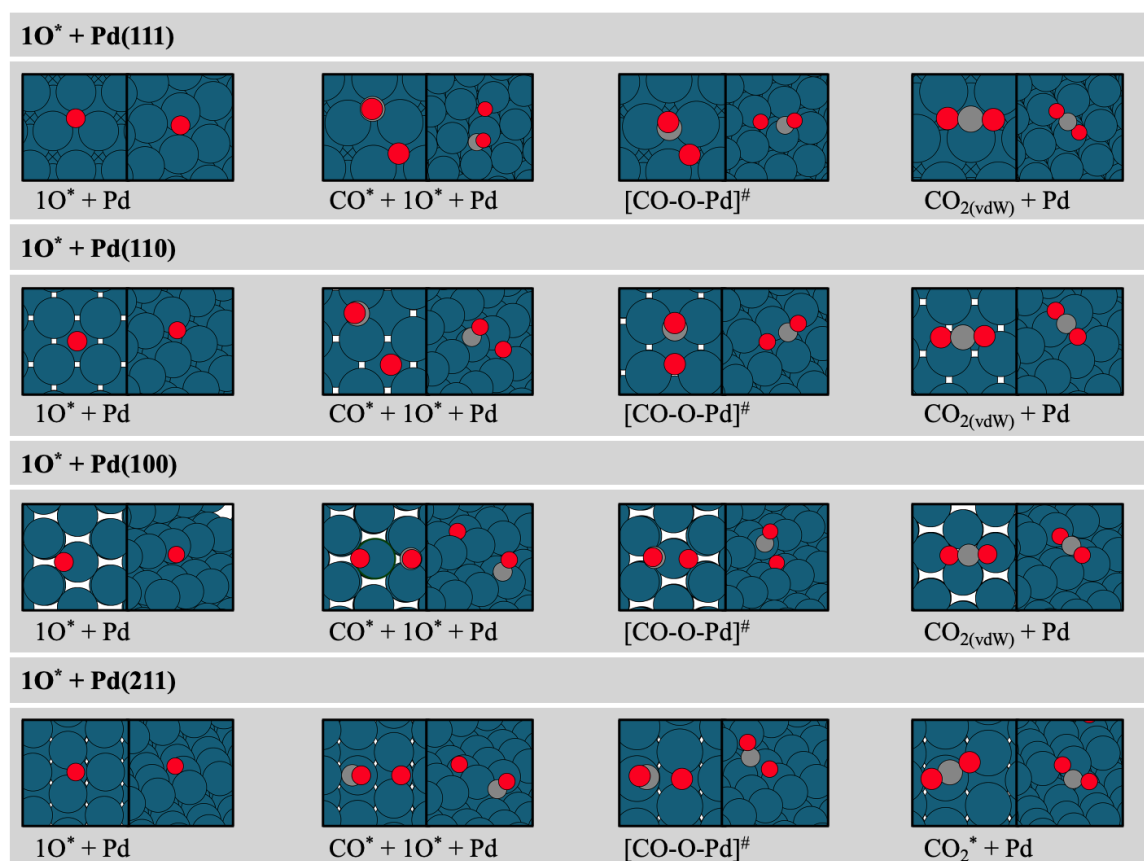 1O* + Pd(111)
1O* + Pd CO* + 1O* + Pd [CO-O-Pd]# CO2(vdW) + Pd
1O* + Pd(110)
1O* + Pd CO* + 1O* + Pd [CO-O-Pd]# CO2(vdW) + Pd
1O* + Pd(100)
1O* + Pd CO* + 1O* + Pd [CO-O-Pd]# CO2(vdW) + Pd
1O* + Pd(211)
1O* + Pd CO* + 1O* + Pd [CO-O-Pd]# CO2* + Pd